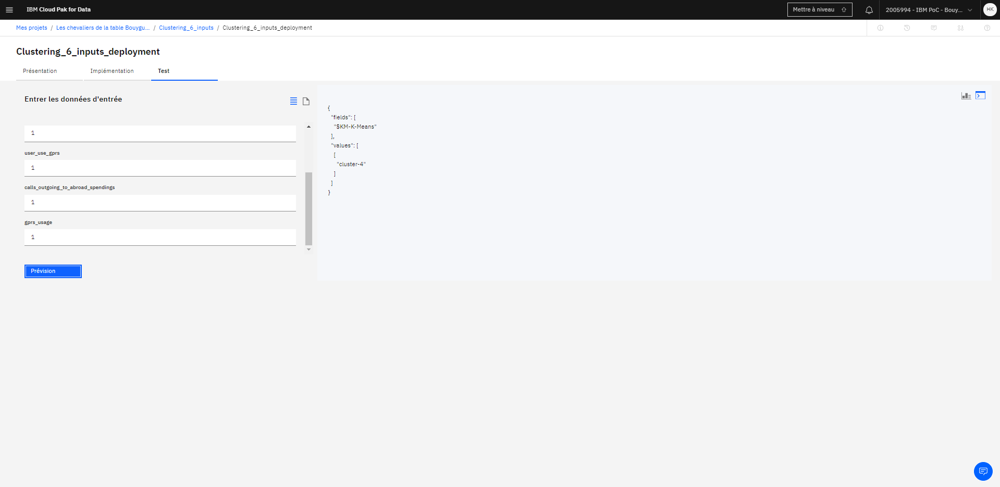 IBM Cloud Pak for Data
Mettre à niveau
2005994 - IBM PoC - Bouy...
HK
Mes projets / Les chevaliers de la table Bouygu... / Clustering_6_inputs / Clustering_6_inputs_deployment
Clustering_6_inputs_deployment
Présentation
Implémentation
Test
Entrer les données d'entrée
1
user_use_gprs
1
calls_outgoing_to_abroad_spendings
1
gprs_usage
1
Prévision
{
"fields": [
"$KM-K-Means"
],
"values": [
[
"cluster-4"
]
]
}